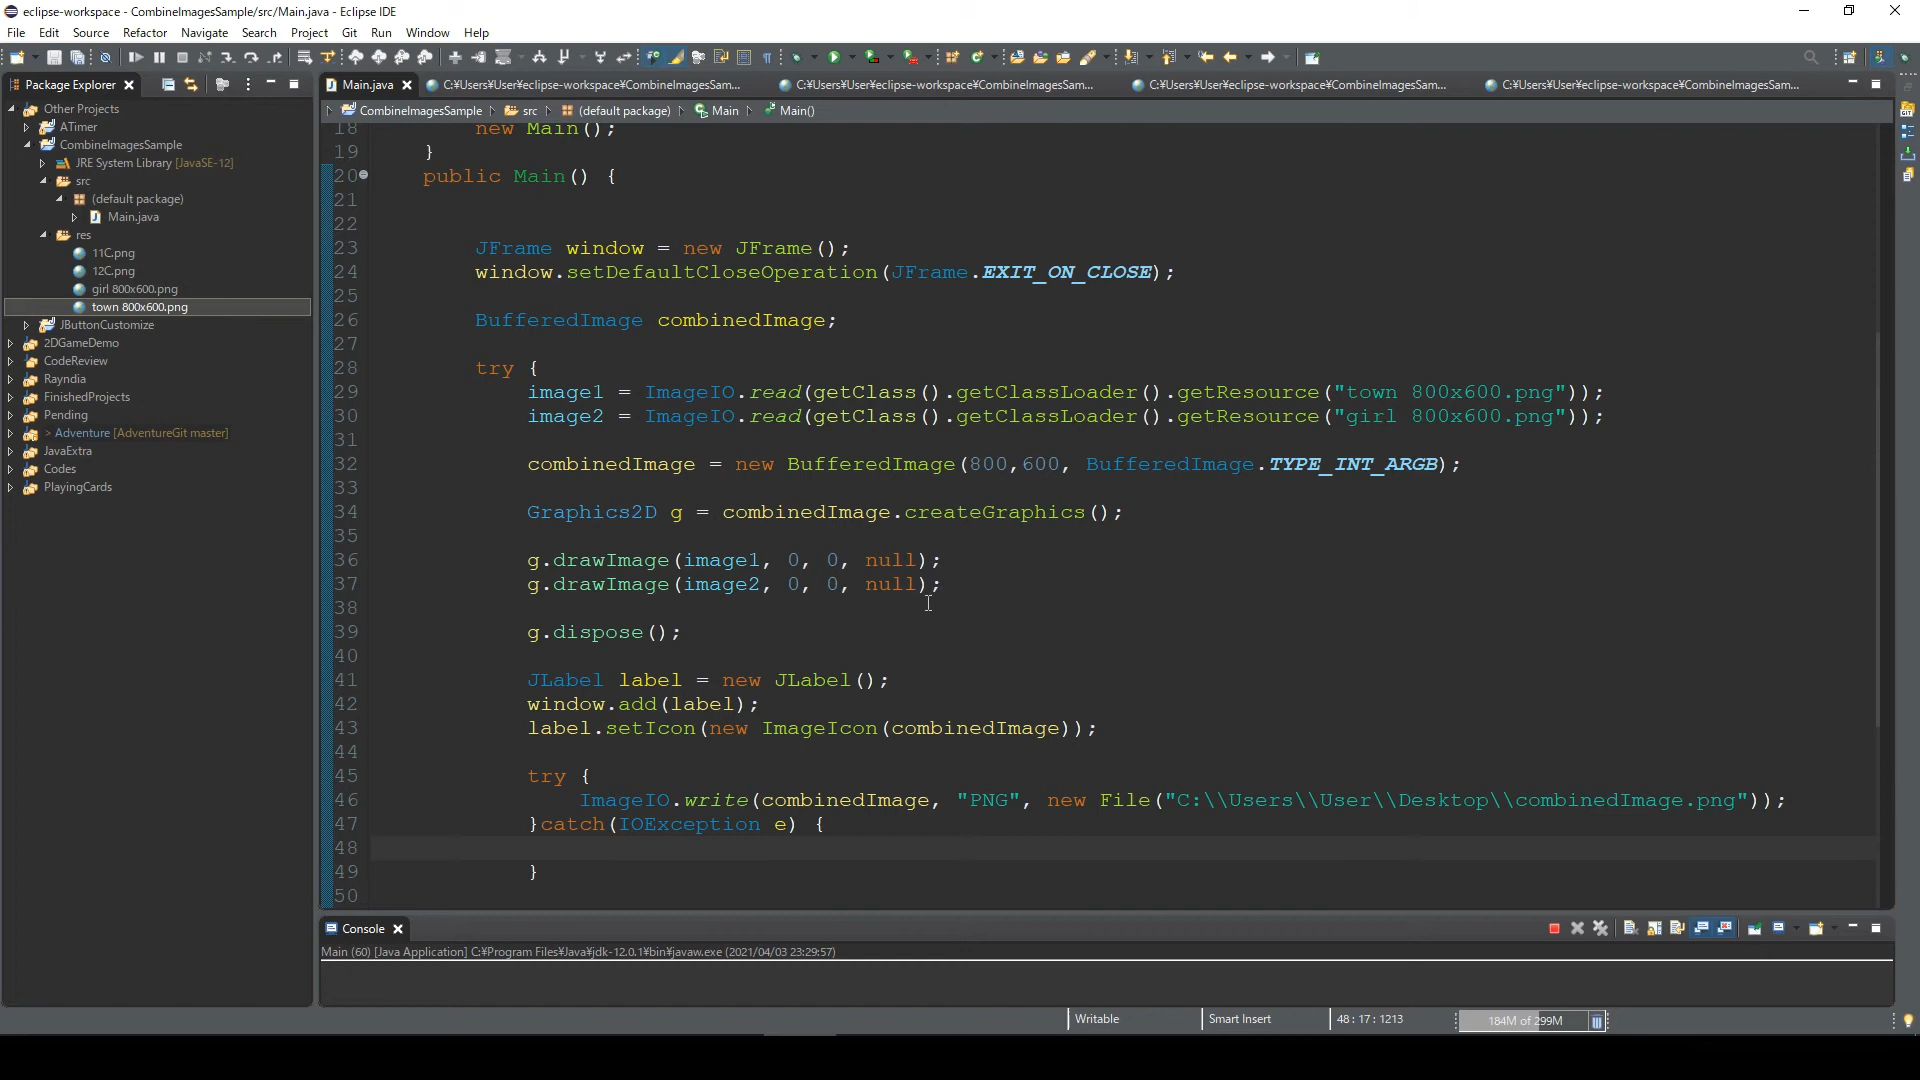 eclipse-workspace - CombineImagesSample/src/Main.java - Eclipse IDE
File Edit Source Refactor Navigate Search Project Git Run Window Help
Package Explorer
Main.java
C:¥Users¥User¥eclipse-workspace¥CombineImagesSam...
C:¥Users¥User¥eclipse-workspace¥CombineImagesSam...
C:¥Users¥User¥eclipse-workspace¥CombineImagesSam...
C:¥Users¥User¥eclipse-workspace¥CombineImagesSam...
CombineImagesSample src (default package) Main Main()
Other Projects
ATimer
CombineImagesSample
JRE System Library [JavaSE-12]
src
(default package)
Main.java
res
11C.png
12C.png
girl 800x600.png
town 800x600.png
JButtonCustomize
2DGameDemo
CodeReview
Rayndia
FinishedProjects
Pending
> Adventure [AdventureGit master]
JavaExtra
Codes
PlayingCards
18 new Main();
19 }
20 public Main() {
21
22
23 JFrame window = new JFrame();
24 window.setDefaultCloseOperation(JFrame.EXIT_ON_CLOSE);
25
26 BufferedImage combinedImage;
27
28 try {
29 image1 = ImageIO.read(getClass().getClassLoader().getResource("town 800x600.png"));
30 image2 = ImageIO.read(getClass().getClassLoader().getResource("girl 800x600.png"));
31
32 combinedImage = new BufferedImage(800,600, BufferedImage.TYPE_INT_ARGB);
33
34 Graphics2D g = combinedImage.createGraphics();
35
36 g.drawImage(image1, 0, 0, null);
37 g.drawImage(image2, 0, 0, null);
38
39 g.dispose();
40
41 JLabel label = new JLabel();
42 window.add(label);
43 label.setIcon(new ImageIcon(combinedImage));
44
45 try {
46 ImageIO.write(combinedImage, "PNG", new File("C:\\Users\\User\\Desktop\\combinedImage.png"));
47 }catch(IOException e) {
48
49 }
50
Console
Main (60) [Java Application] C:¥Program Files¥Java¥jdk-12.0.1¥bin¥javaw.exe (2021/04/03 23:29:57)
Writable Smart Insert 48 : 17 : 1213 184M of 299M